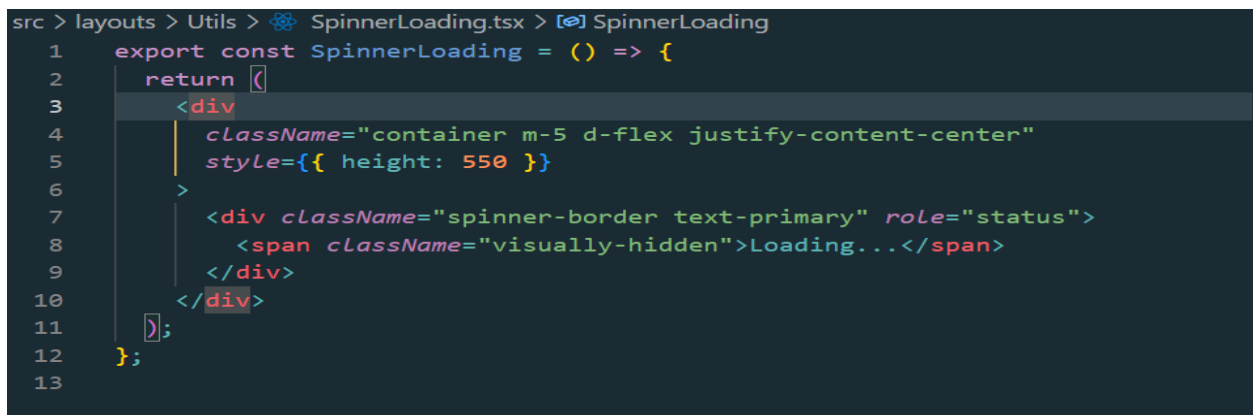 src > layouts > Utils > SpinnerLoading.tsx > SpinnerLoading
1 export const SpinnerLoading = () => {
2   return (
3     <div
4       className="container m-5 d-flex justify-content-center"
5       style={{ height: 550 }}
6     >
7       <div className="spinner-border text-primary" role="status">
8         <span className="visually-hidden">Loading...</span>
9       </div>
10     </div>
11   );
12 };
13